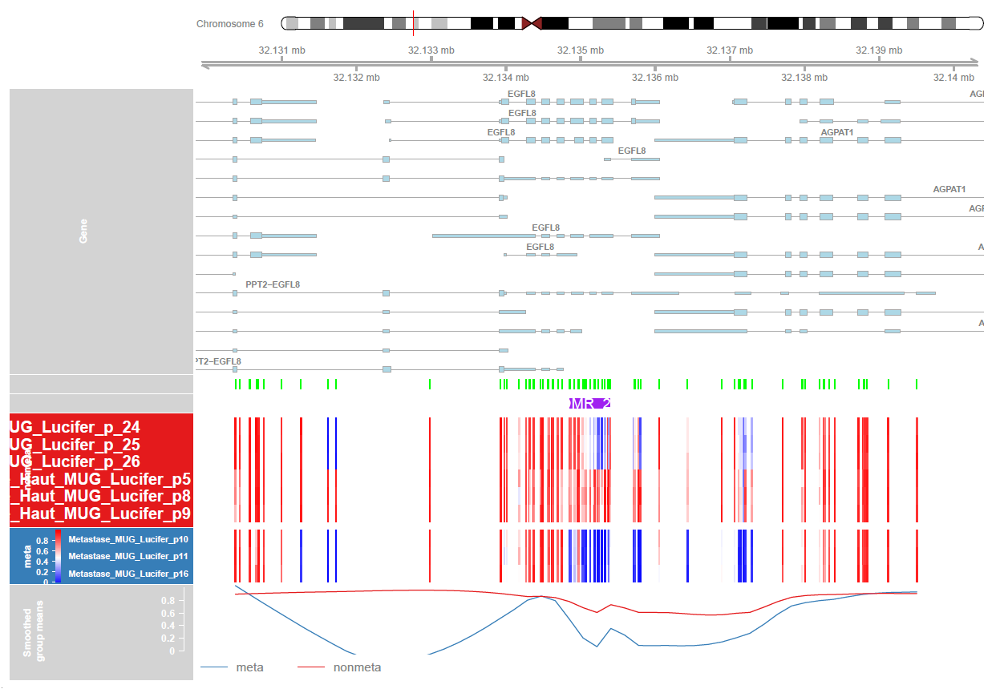 Chromosome 6
32.131 mb 32.133 mb 32.135 mb 32.137 mb 32.139 mb
32.132 mb 32.134 mb 32.136 mb 32.138 mb 32.14 mb
Gene
EGFL8 AGI
EGFL8
EGFL8 AGPAT1
EGFL8
AGPAT1
EGFL8
EGFL8 A
PPT2−EGFL8
A
PT2−EGFL8
MR_2
UG_Lucifer_p_24
UG_Lucifer_p_25
UG_Lucifer_p_26
_Haut_MUG_Lucifer_p5
_Haut_MUG_Lucifer_p8
_Haut_MUG_Lucifer_p9
meta
0.8
0.6
0.4
0.2
0
Metastase_MUG_Lucifer_p10
Metastase_MUG_Lucifer_p11
Metastase_MUG_Lucifer_p16
Smoothed
group means
0.8
0.6
0.4
0.2
0
meta nonmeta